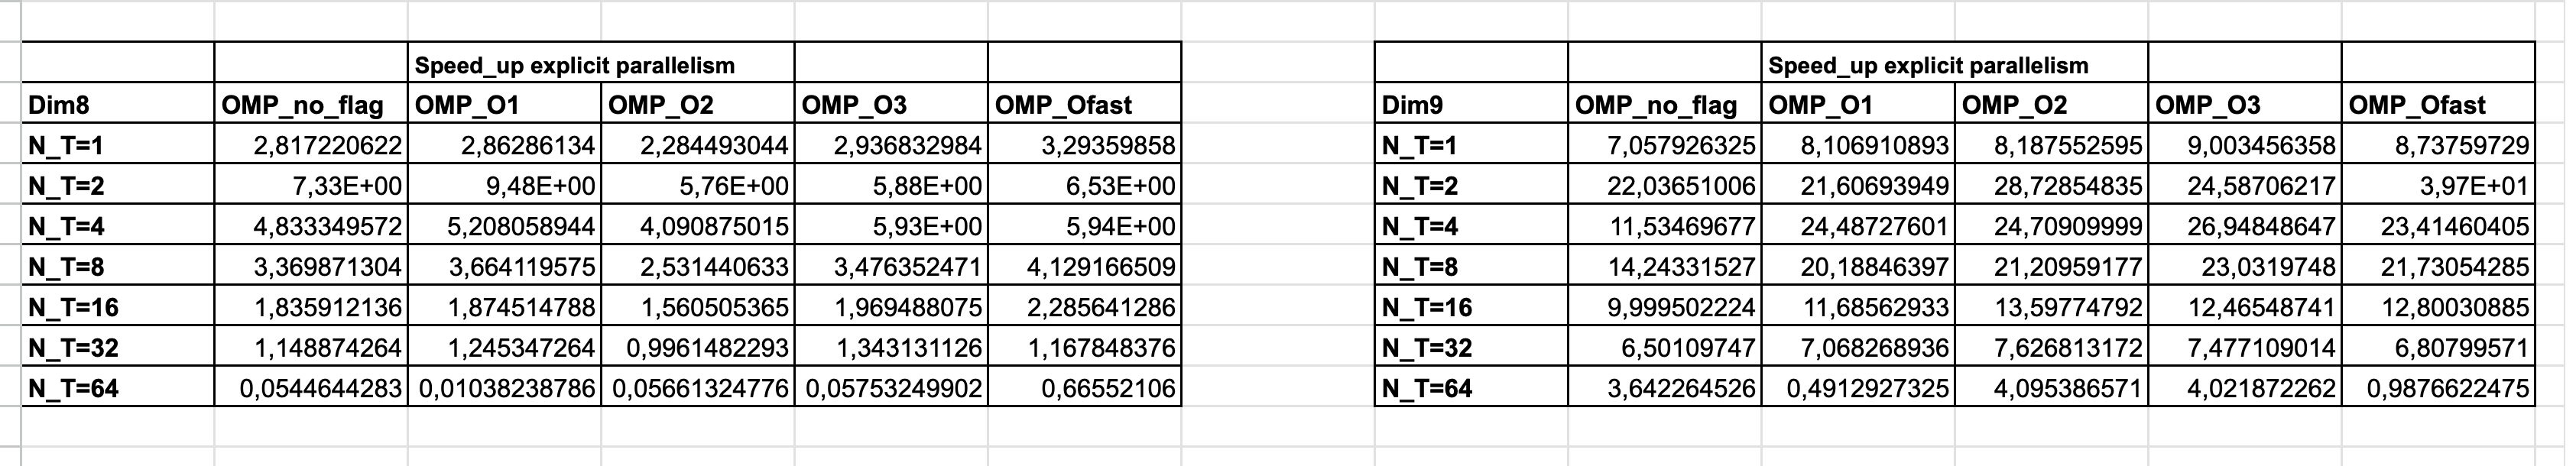 Speed_up explicit parallelism Speed_up explicit parallelism
Dim8 OMP_no_flag OMP_O1 OMP_O2 OMP_O3 OMP_Ofast Dim9 OMP_no_flag OMP_O1 OMP_O2 OMP_O3 OMP_Ofast
N_T=1 2,817220622 2,86286134 2,284493044 2,936832984 3,29359858 N_T=1 7,057926325 8,106910893 8,187552595 9,003456358 8,73759729
N_T=2 7,33E+00 9,48E+00 5,76E+00 5,88E+00 6,53E+00 N_T=2 22,03651006 21,60693949 28,72854835 24,58706217 3,97E+01
N_T=4 4,833349572 5,208058944 4,090875015 5,93E+00 5,94E+00 N_T=4 11,53469677 24,48727601 24,70909999 26,94848647 23,41460405
N_T=8 3,369871304 3,664119575 2,531440633 3,476352471 4,129166509 N_T=8 14,24331527 20,18846397 21,20959177 23,0319748 21,73054285
N_T=16 1,835912136 1,874514788 1,560505365 1,969488075 2,285641286 N_T=16 9,999502224 11,68562933 13,59774792 12,46548741 12,80030885
N_T=32 1,148874264 1,245347264 0,9961482293 1,343131126 1,167848376 N_T=32 6,50109747 7,068268936 7,626813172 7,477109014 6,80799571
N_T=64 0,0544644283 0,01038238786 0,05661324776 0,05753249902 0,66552106 N_T=64 3,642264526 0,4912927325 4,095386571 4,021872262 0,9876622475